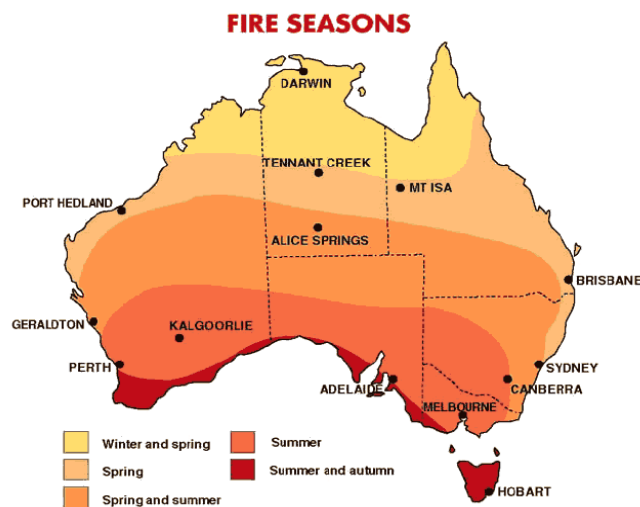 FIRE SEASONS
DARWIN
TENNANT CREEK
MT ISA
PORT HEDLAND
ALICE SPRINGS
BRISBANE
GERALDTON
KALGOORLIE
PERTH
SYDNEY
ADELAIDE
CANBERRA
MELBOURNE
Winter and spring
Summer
Spring
Summer and autumn
Spring and summer
HOBART